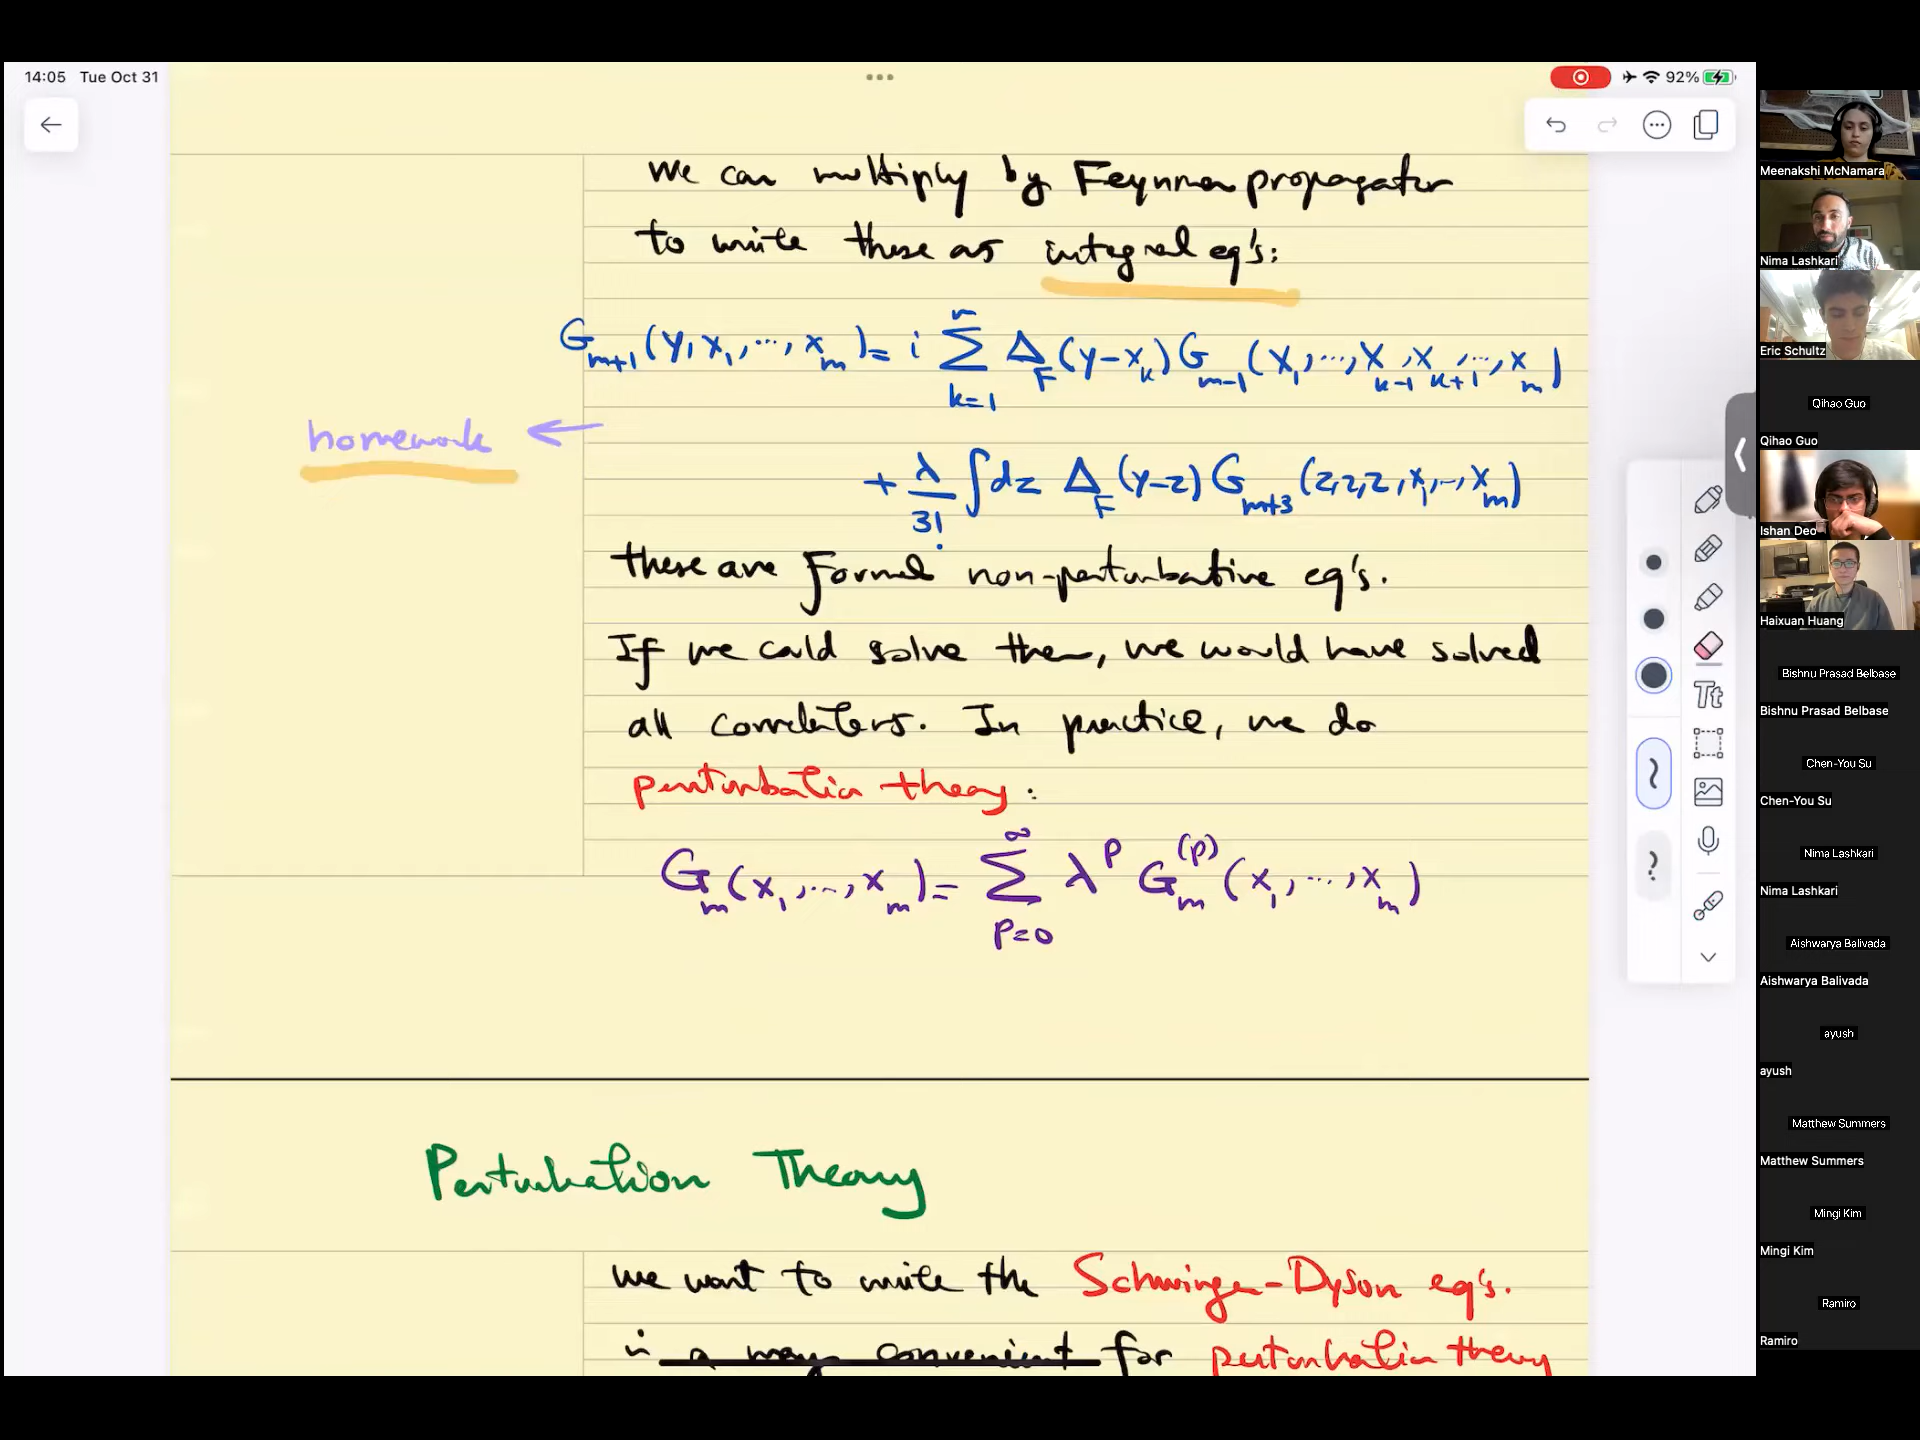 14:05 Tue Oct 31
92%
we can multiply by Feynman propagator
to write these as integral eq's:
G_{m+1}(y, x_1, ..., x_m) = i \sum_{k=1}^{n} Δ_F(y-x_k) G_{m-1}(x_1, ..., x_{k-1}, x_{k+1}, ..., x_m)
homework ←
+ \frac{λ}{3!} ∫dz Δ_F(y-z) G_{m+3}(z,z,z,x_1,..,x_m)
these are formal non-perturbative eq's.
If we could solve them, we would have solved
all correlators. In practice, we do
perturbation theory:
G_m(x_1, ..., x_m) = \sum_{p=0}^{∞} λ^p G_m^{(p)}(x_1, ..., x_m)
Perturbation Theory
we want to write the Schwinger-Dyson eq's.
in a way convenient for perturbation theory
Tt
Meenakshi McNamara
Nima Lashkari
Eric Schultz
Qihao Guo
Qihao Guo
Ishan Deo
Haixuan Huang
Bishnu Prasad Belbase
Bishnu Prasad Belbase
Chen-You Su
Chen-You Su
Nima Lashkari
Nima Lashkari
Aishwarya Balivada
Aishwarya Balivada
ayush
ayush
Matthew Summers
Matthew Summers
Mingi Kim
Mingi Kim
Ramiro
Ramiro